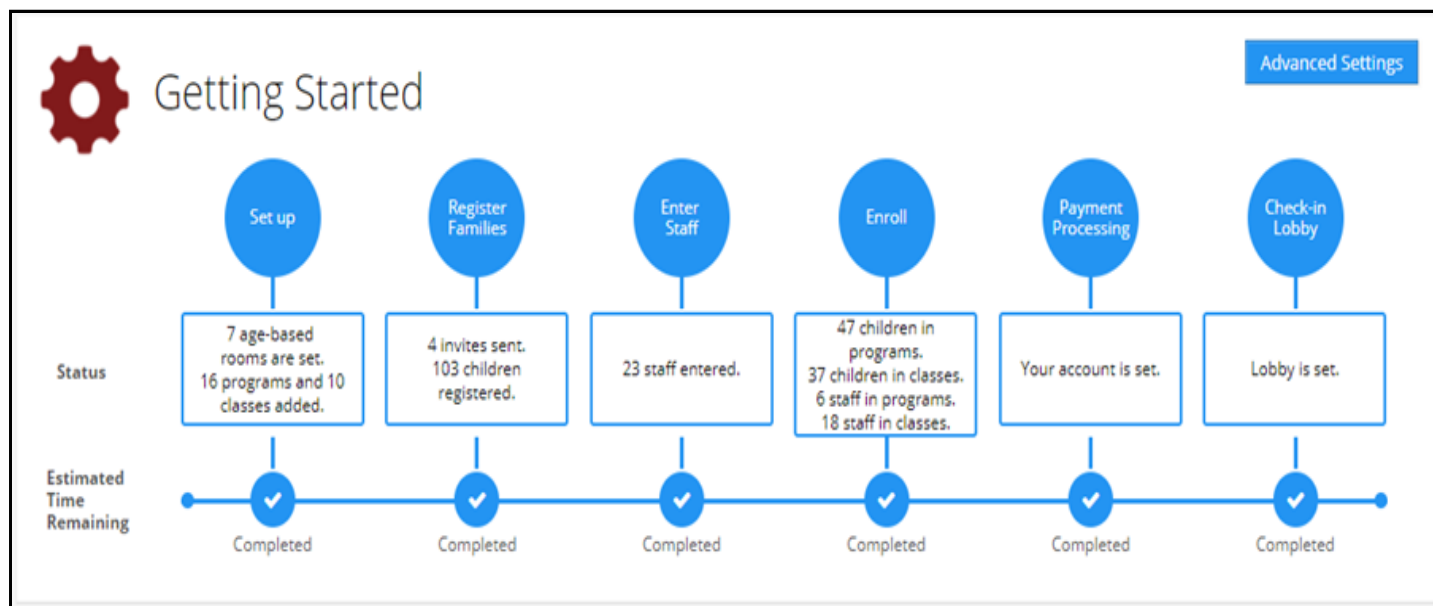 Advanced Settings
Getting Started
Set up
Register
Families
Enter
Staff
Enroll
Payment
Processing
Check-in
Lobby
Status
7 age-based
rooms are set.
16 programs and 10
classes added.
4 invites sent.
103 children
registered.
23 staff entered.
47 children in
programs.
37 children in classes.
6 staff in programs.
18 staff in classes.
Your account is set.
Lobby is set.
Estimated
Time
Remaining
Completed
Completed
Completed
Completed
Completed
Completed